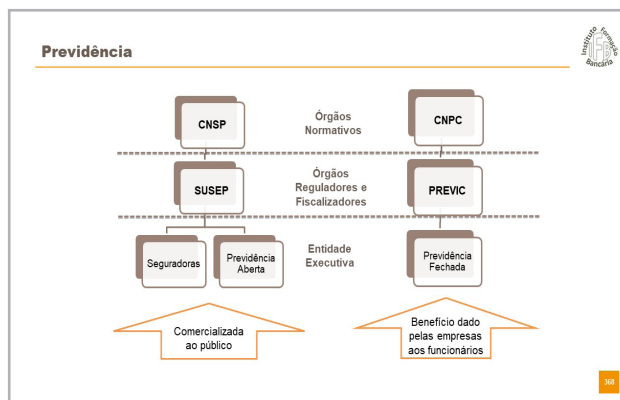 Previdência
Instituto Formação
Bancária
IFB
CNSP
Órgãos
Normativos
CNPC
SUSEP
Órgãos
Reguladores e
Fiscalizadores
PREVIC
Seguradoras
Previdência
Aberta
Entidade
Executiva
Previdência
Fechada
Comercializada
ao público
Benefício dado
pelas empresas
aos funcionários
368